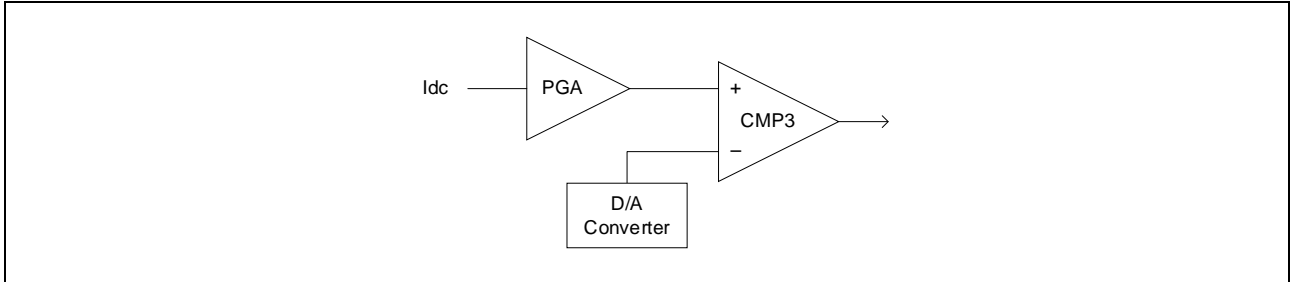 Idc
PGA
+
CMP3
−
D/A
Converter